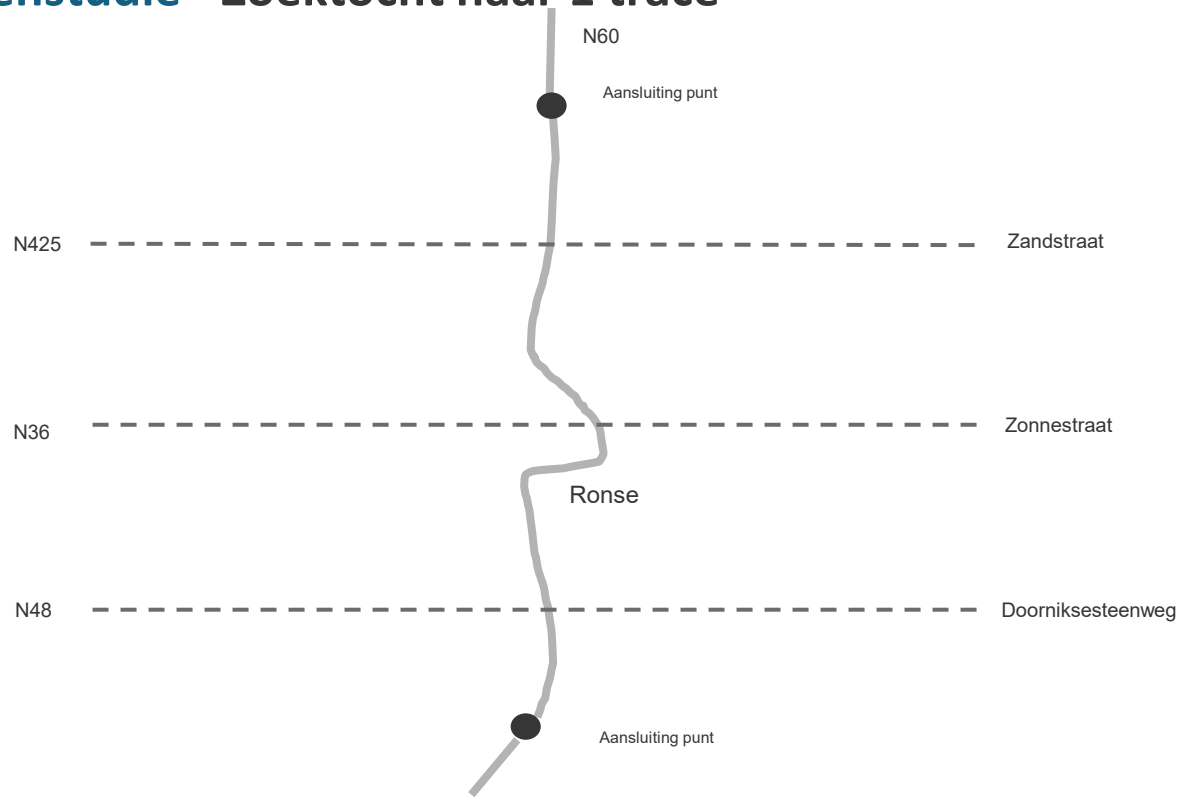 N60
Aansluiting punt
N425
Zandstraat
N36
Zonnestraat
Ronse
N48
Doorniksesteenweg
Aansluiting punt